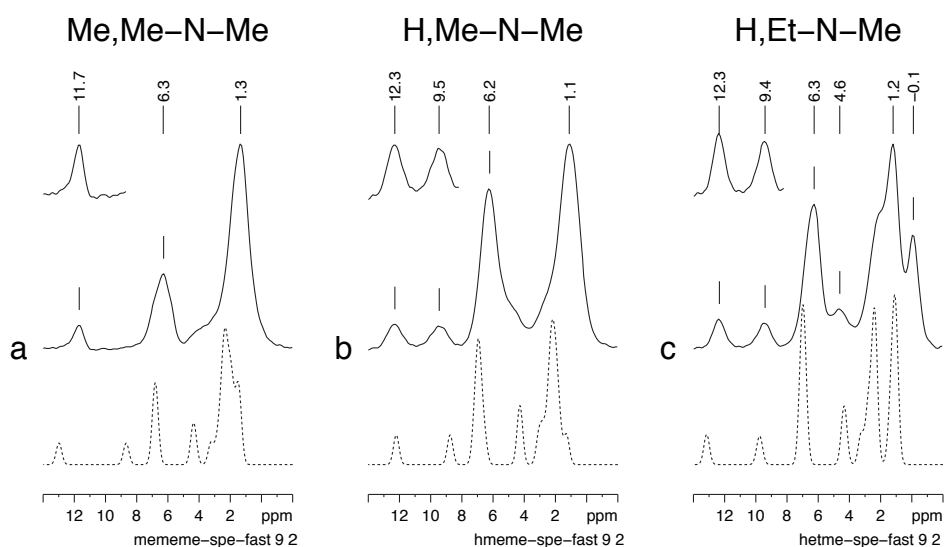 Me,Me−N−Me
H,Me−N−Me
H,Et−N−Me
11.7
6.3
1.3
12.3
9.5
6.2
1.1
12.3
9.4
6.3
4.6
1.2
−0.1
a
b
c
12 10 8 6 4 2 ppm
12 10 8 6 4 2 ppm
12 10 8 6 4 2 ppm
mememe−spe−fast 9 2
hmeme−spe−fast 9 2
hetme−spe−fast 9 2